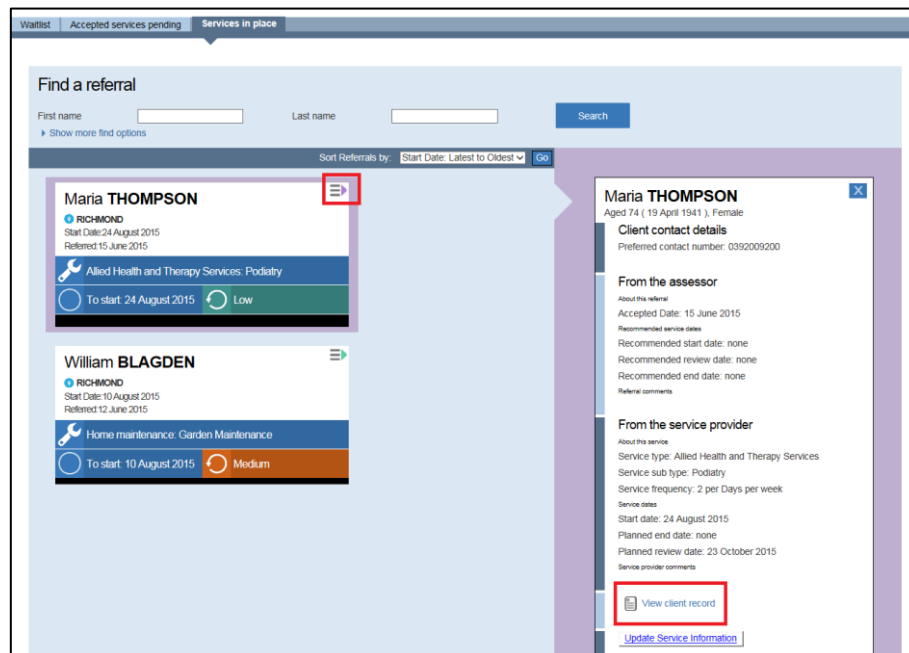 Waitlist Accepted services pending Services in place
Find a referral
First name Last name Search
Show more find options
Sort Referrals by: Start Date: Latest to Oldest Go
Maria THOMPSON
RICHMOND
Start Date:24 August 2015
Referred:15 June 2015
Allied Health and Therapy Services: Podiatry
To start: 24 August 2015 Low
William BLAGDEN
RICHMOND
Start Date:10 August 2015
Referred:12 June 2015
Home maintenance: Garden Maintenance
To start: 10 August 2015 Medium
Maria THOMPSON X
Aged 74 ( 19 April 1941 ), Female
Client contact details
Preferred contact number: 0392009200
From the assessor
About this referral
Accepted Date: 15 June 2015
Recommended service dates
Recommended start date: none
Recommended review date: none
Recommended end date: none
Referral comments
From the service provider
About this service
Service type: Allied Health and Therapy Services
Service sub type: Podiatry
Service frequency: 2 per Days per week
Service dates
Start date: 24 August 2015
Planned end date: none
Planned review date: 23 October 2015
Service provider comments
View client record
Update Service Information